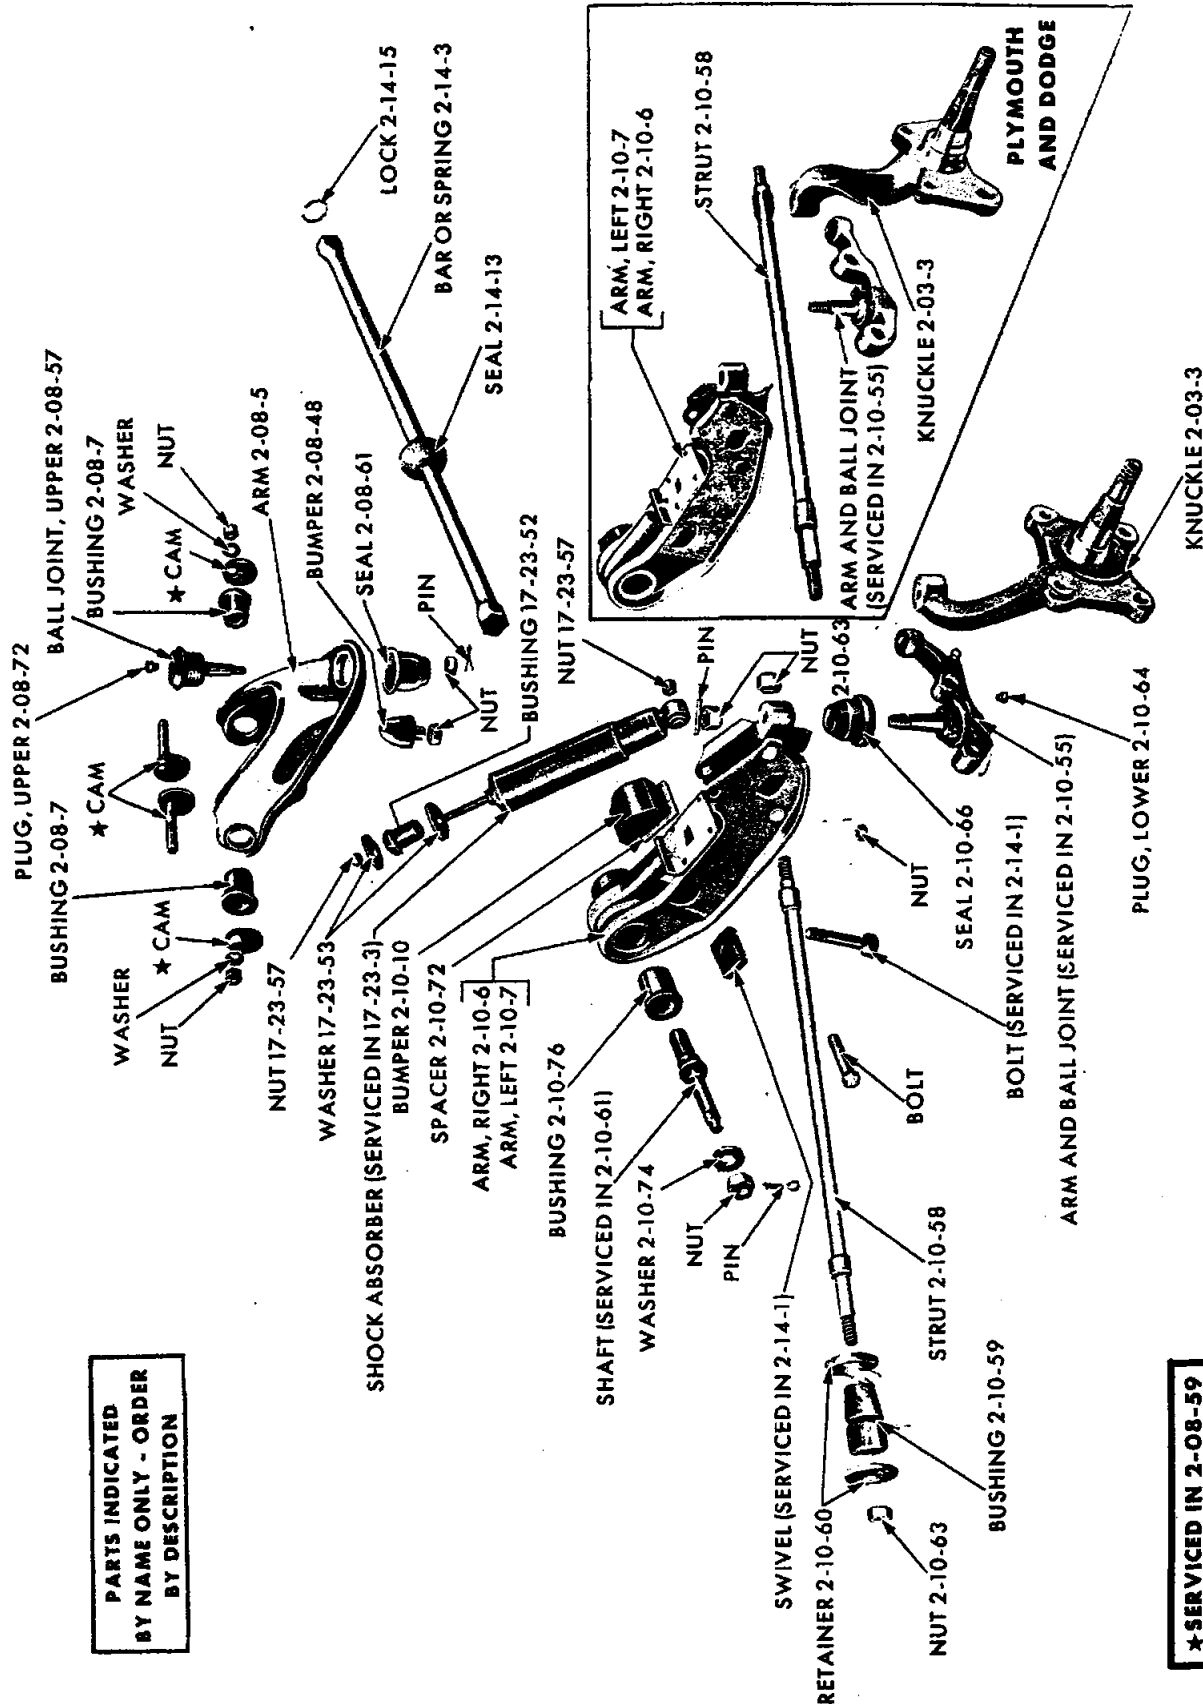 PARTS INDICATED
BY NAME ONLY - ORDER
BY DESCRIPTION
PLUG, UPPER 2-08-72
BALL JOINT, UPPER 2-08-57
BUSHING 2-08-7
BUSHING 2-08-7
★ CAM
WASHER
★ CAM
NUT
WASHER
★ CAM
NUT
ARM 2-08-5
BUMPER 2-08-48
SEAL 2-08-61
PIN
NUT
LOCK 2-14-15
BAR OR SPRING 2-14-3
SEAL 2-14-13
NUT 17-23-57
WASHER 17-23-53
SHOCK ABSORBER (SERVICED IN 17-23-3)
BUMPER 2-10-10
SPACER 2-10-72
ARM, RIGHT 2-10-6
ARM, LEFT 2-10-7
BUSHING 17-23-52
NUT 17-23-57
PIN
NUT
2-10-63
BUSHING 2-10-76
SHAFT (SERVICED IN 2-10-61)
WASHER 2-10-74
NUT
PIN
SWIVEL (SERVICED IN 2-14-1)
RETAINER 2-10-60
NUT 2-10-63
BUSHING 2-10-59
STRUT 2-10-58
BOLT
BOLT (SERVICED IN 2-14-1)
NUT
SEAL 2-10-66
ARM AND BALL JOINT (SERVICED IN 2-10-55)
PLUG, LOWER 2-10-64
KNUCKLE 2-03-3
ARM, LEFT 2-10-7
ARM, RIGHT 2-10-6
STRUT 2-10-58
ARM AND BALL JOINT
(SERVICED IN 2-10-55)
KNUCKLE 2-03-3
PLYMOUTH
AND DODGE
★ SERVICED IN 2-08-59